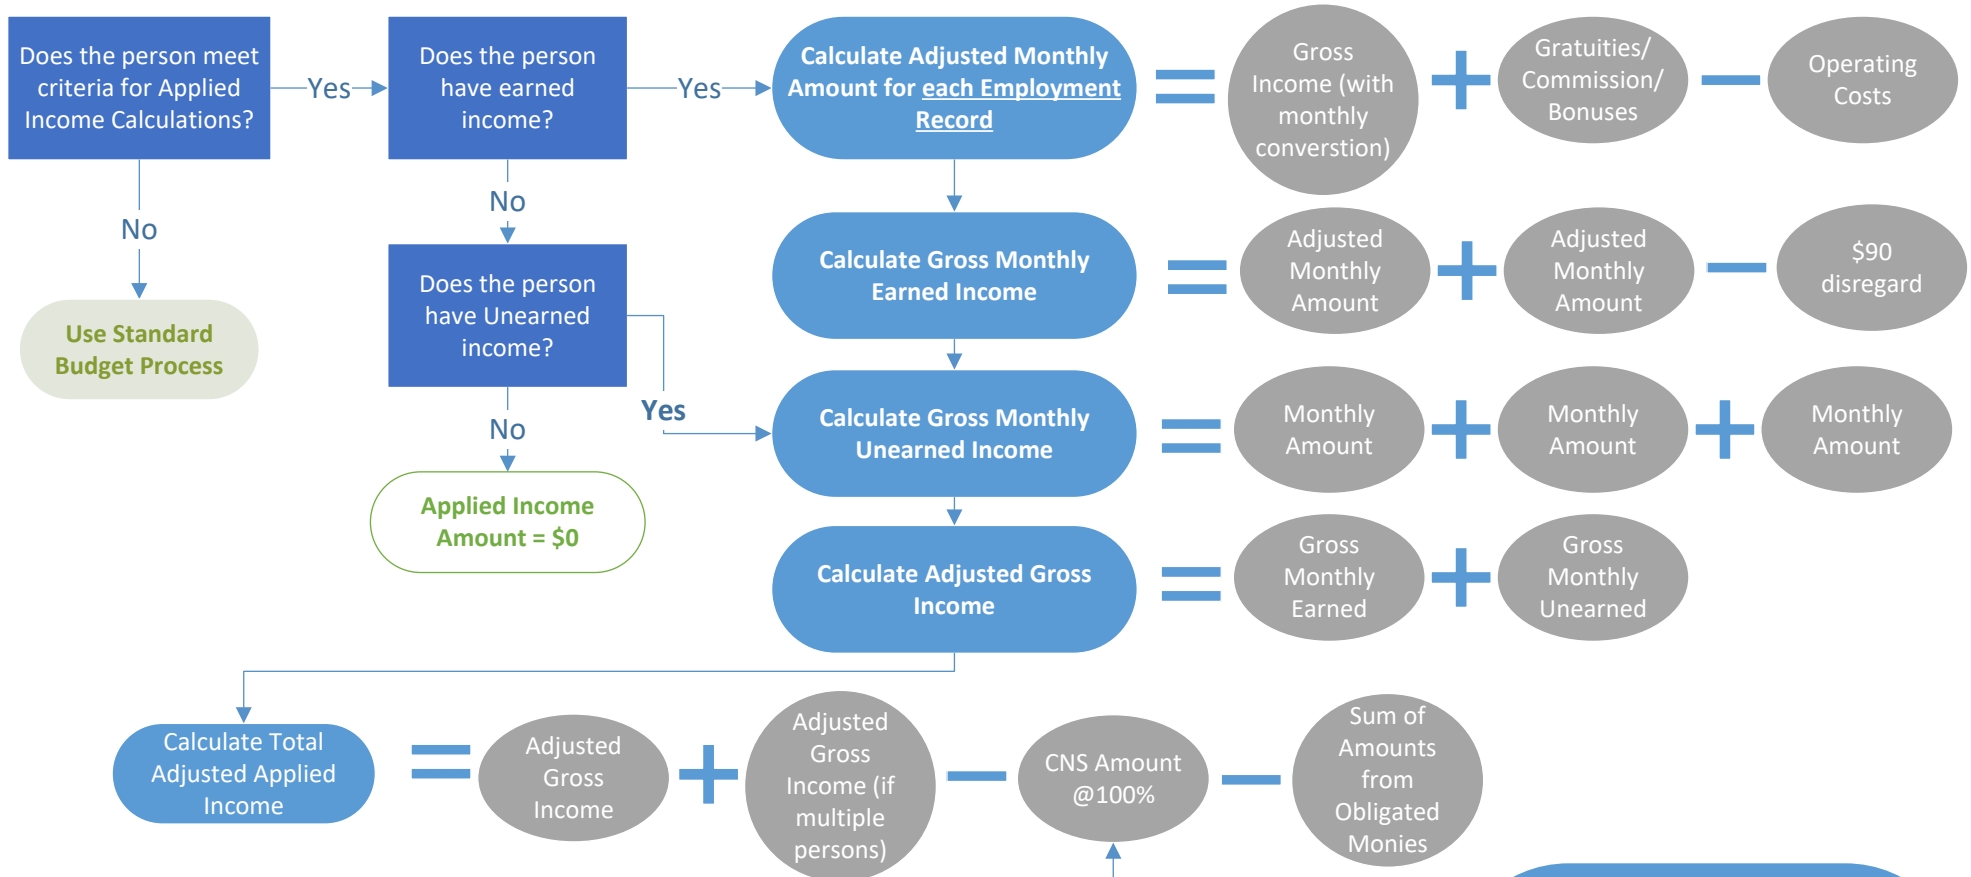 Does the person meet
criteria for Applied
Income Calculations?
Yes
Does the person
have earned
income?
Yes
Calculate Adjusted Monthly
Amount for each Employment
Record
Gross
Income (with
monthly
converstion)
Gratuities/
Commission/
Bonuses
Operating
Costs
No
No
Use Standard
Budget Process
Does the person
have Unearned
income?
Calculate Gross Monthly
Earned Income
Adjusted
Monthly
Amount
Adjusted
Monthly
Amount
$90
disregard
Yes
No
Calculate Gross Monthly
Unearned Income
Monthly
Amount
Monthly
Amount
Monthly
Amount
Applied Income
Amount = $0
Calculate Adjusted Gross
Income
Gross
Monthly
Earned
Gross
Monthly
Unearned
Calculate Total
Adjusted Applied
Income
Adjusted
Gross
Income
Adjusted
Gross
Income (if
multiple
persons)
CNS Amount
@100%
Sum of
Amounts
from
Obligated
Monies